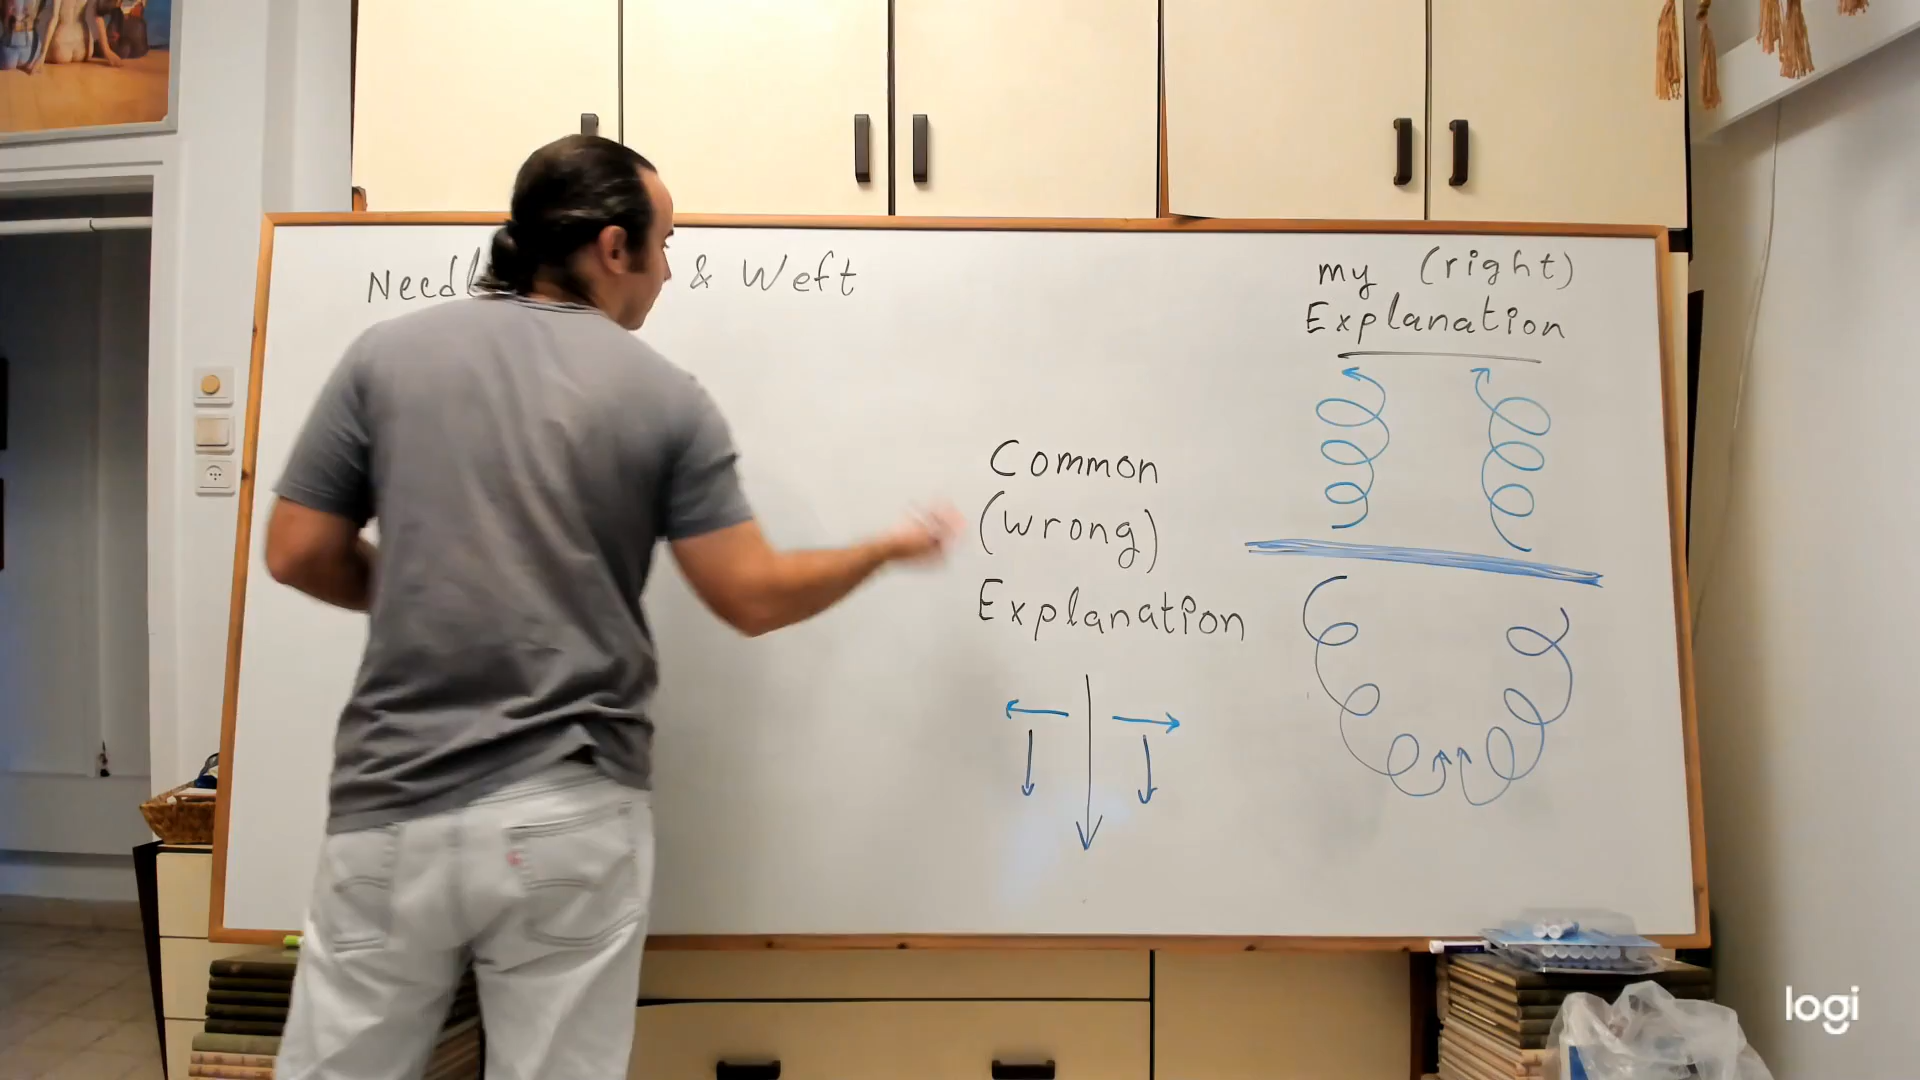 Needl & Weft
my (right)
Explanation
Common
(wrong)
Explanation
logi